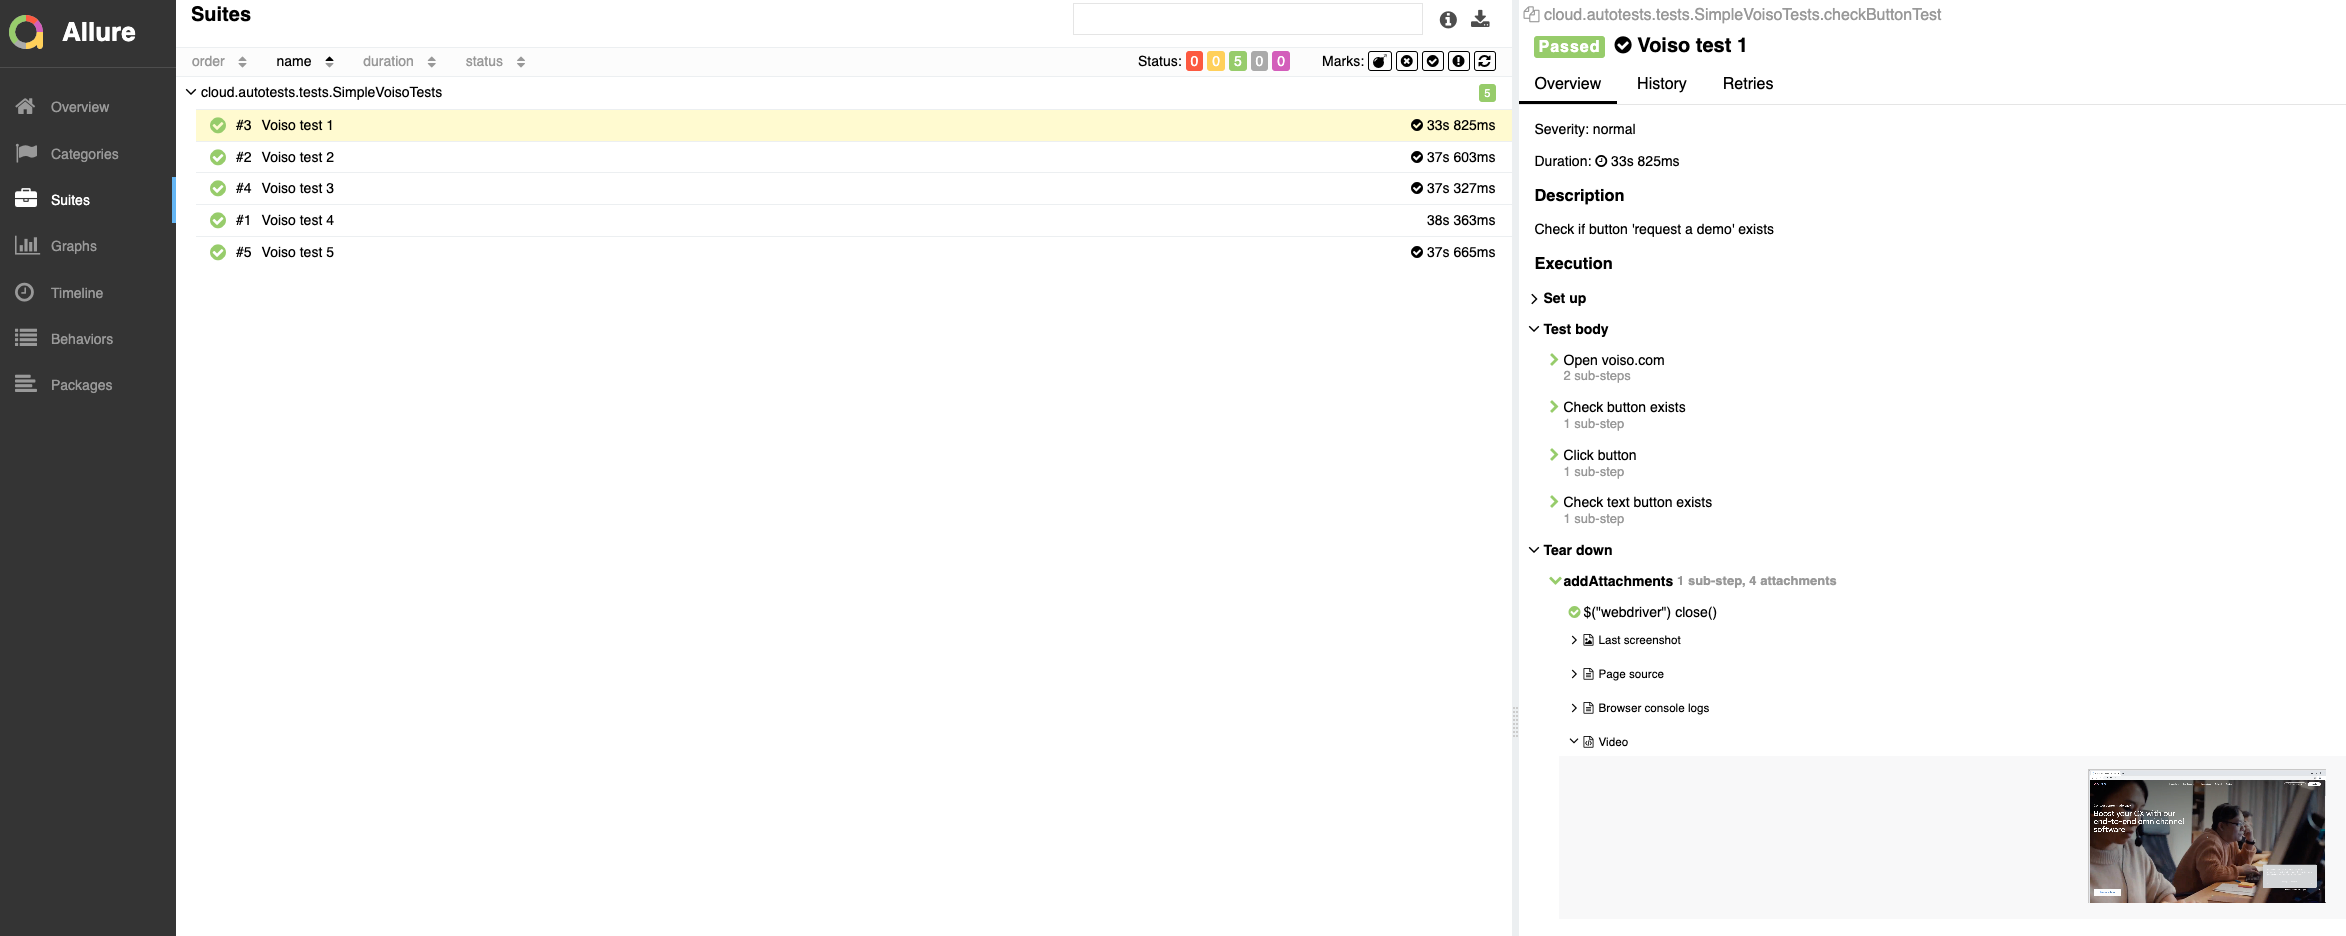 Allure
Overview
Categories
Suites
Graphs
Timeline
Behaviors
Packages
Suites
order name duration status
Status: 0 0 5 0 0 Marks:
cloud.autotests.tests.SimpleVoisoTests 5
#3 Voiso test 1 33s 825ms
#2 Voiso test 2 37s 603ms
#4 Voiso test 3 37s 327ms
#1 Voiso test 4 38s 363ms
#5 Voiso test 5 37s 665ms
cloud.autotests.tests.SimpleVoisoTests.checkButtonTest
Passed Voiso test 1
Overview History Retries
Severity: normal
Duration: 33s 825ms
Description
Check if button 'request a demo' exists
Execution
Set up
Test body
Open voiso.com
2 sub-steps
Check button exists
1 sub-step
Click button
1 sub-step
Check text button exists
1 sub-step
Tear down
addAttachments 1 sub-step, 4 attachments
$("webdriver") close()
Last screenshot
Page source
Browser console logs
Video
Boost your CX with our
end-to-end omnichannel
software